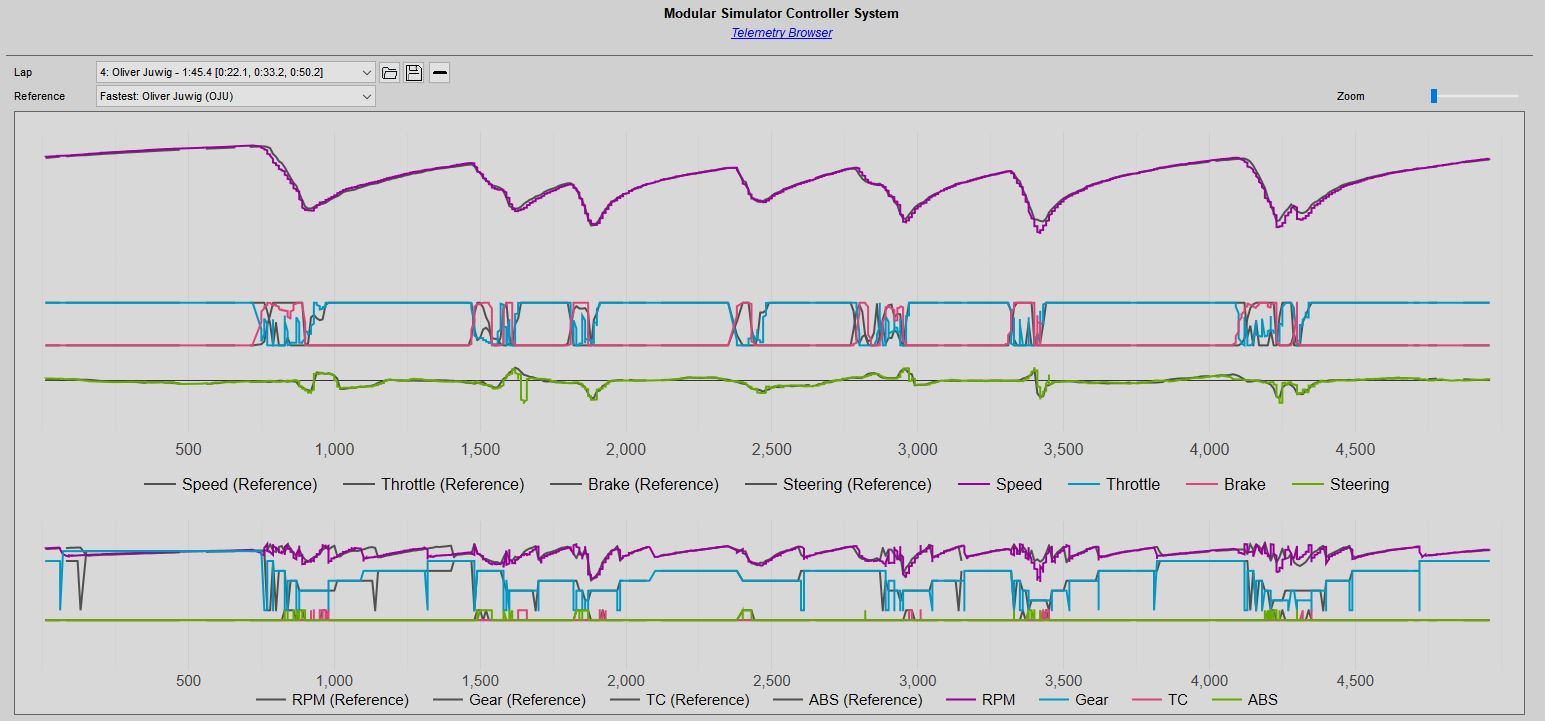 Modular Simulator Controller System
Telemetry Browser
Lap 4: Oliver Juwig - 1:45.4 [0:22.1, 0:33.2, 0:50.2]
Reference Fastest: Oliver Juwig (OJU) Zoom
500 1,000 1,500 2,000 2,500 3,000 3,500 4,000 4,500
Speed (Reference) Throttle (Reference) Brake (Reference) Steering (Reference) Speed Throttle Brake Steering
500 1,000 1,500 2,000 2,500 3,000 3,500 4,000 4,500
RPM (Reference) Gear (Reference) TC (Reference) ABS (Reference) RPM Gear TC ABS